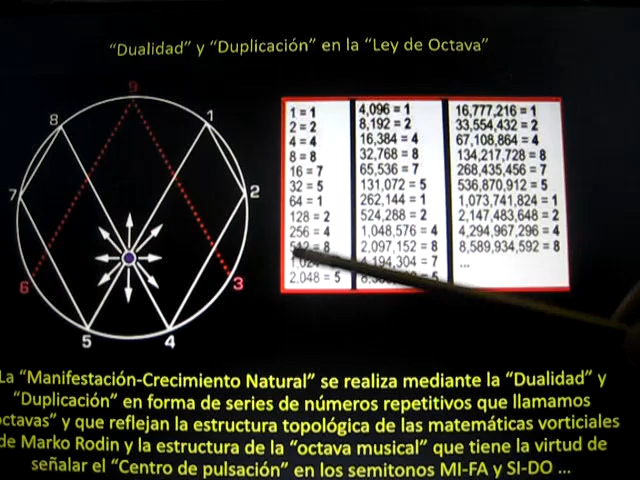 "Dualidad" y "Duplicación" en la "Ley de Octava"
9
8
1
7
2
6
3
5
4
1 = 1
2 = 2
4 = 4
8 = 8
16 = 7
32 = 5
64 = 1
128 = 2
256 = 4
512 = 8
2,048 = 5
4,096 = 1
8,192 = 2
16,384 = 4
32,768 = 8
65,536 = 7
131,072 = 5
262,144 = 1
524,288 = 2
1,048,576 = 4
2,097,152 = 8
4,194,304 = 7
16,777,216 = 1
33,554,432 = 2
67,108,864 = 4
134,217,728 = 8
268,435,456 = 7
536,870,912 = 5
1,073,741,824 = 1
2,147,483,648 = 2
4,294,967,296 = 4
8,589,934,592 = 8
...
La "Manifestación-Crecimiento Natural" se realiza mediante la "Dualidad" y
"Duplicación" en forma de series de números repetitivos que llamamos
octavas" y que reflejan la estructura topológica de las matemáticas vorticiales
de Marko Rodin y la estructura de la "octava musical" que tiene la virtud de
señalar el "Centro de pulsación" en los semitonos MI-FA y SI-DO ...